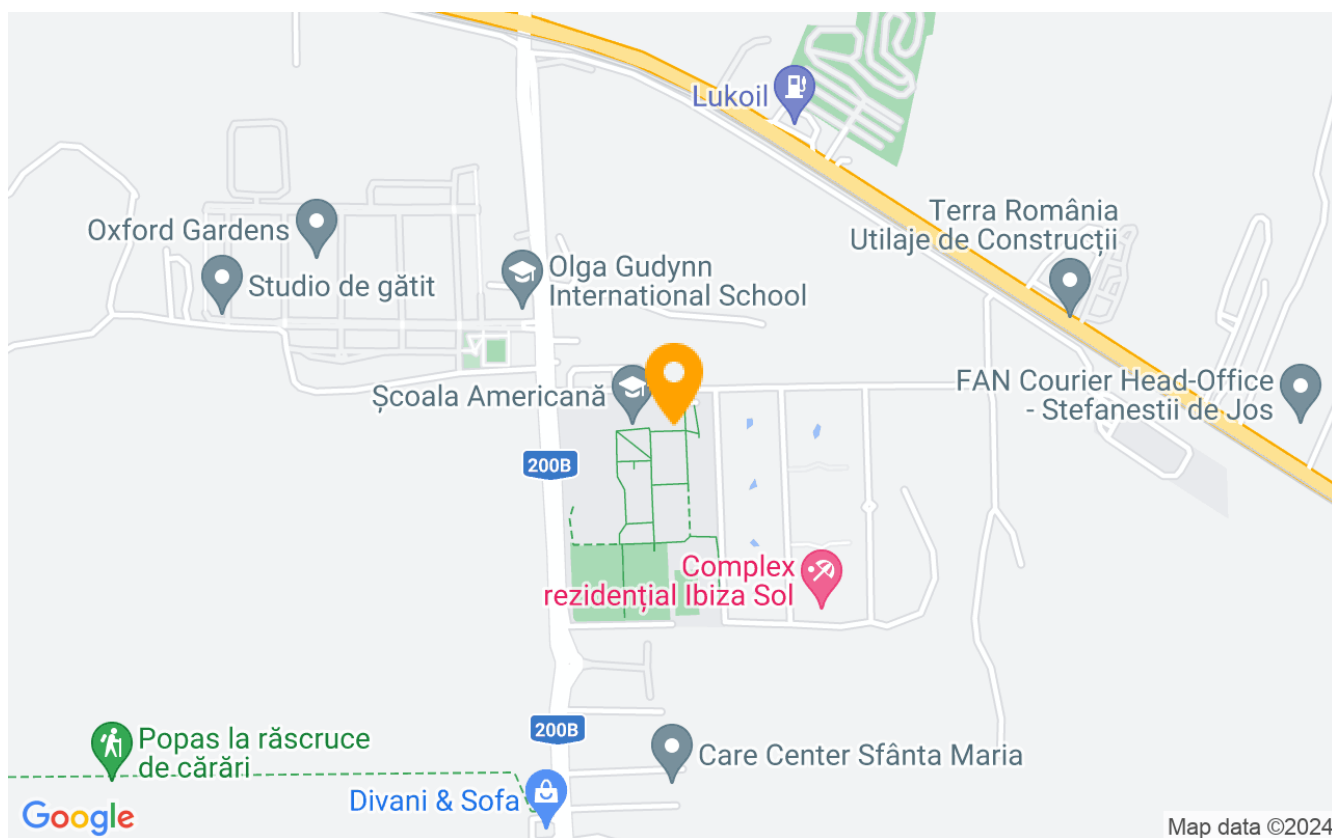 Lukoil
Terra România
Utilaje de Construcții
Oxford Gardens
Studio de gătit
Olga Gudynn
International School
Școala Americană
FAN Courier Head-Office
- Stefanestii de Jos
200B
Complex
rezidențial Ibiza Sol
200B
Popas la răscruce
de cărări
Care Center Sfânta Maria
Divani & Sofa
Google
Map data ©2024